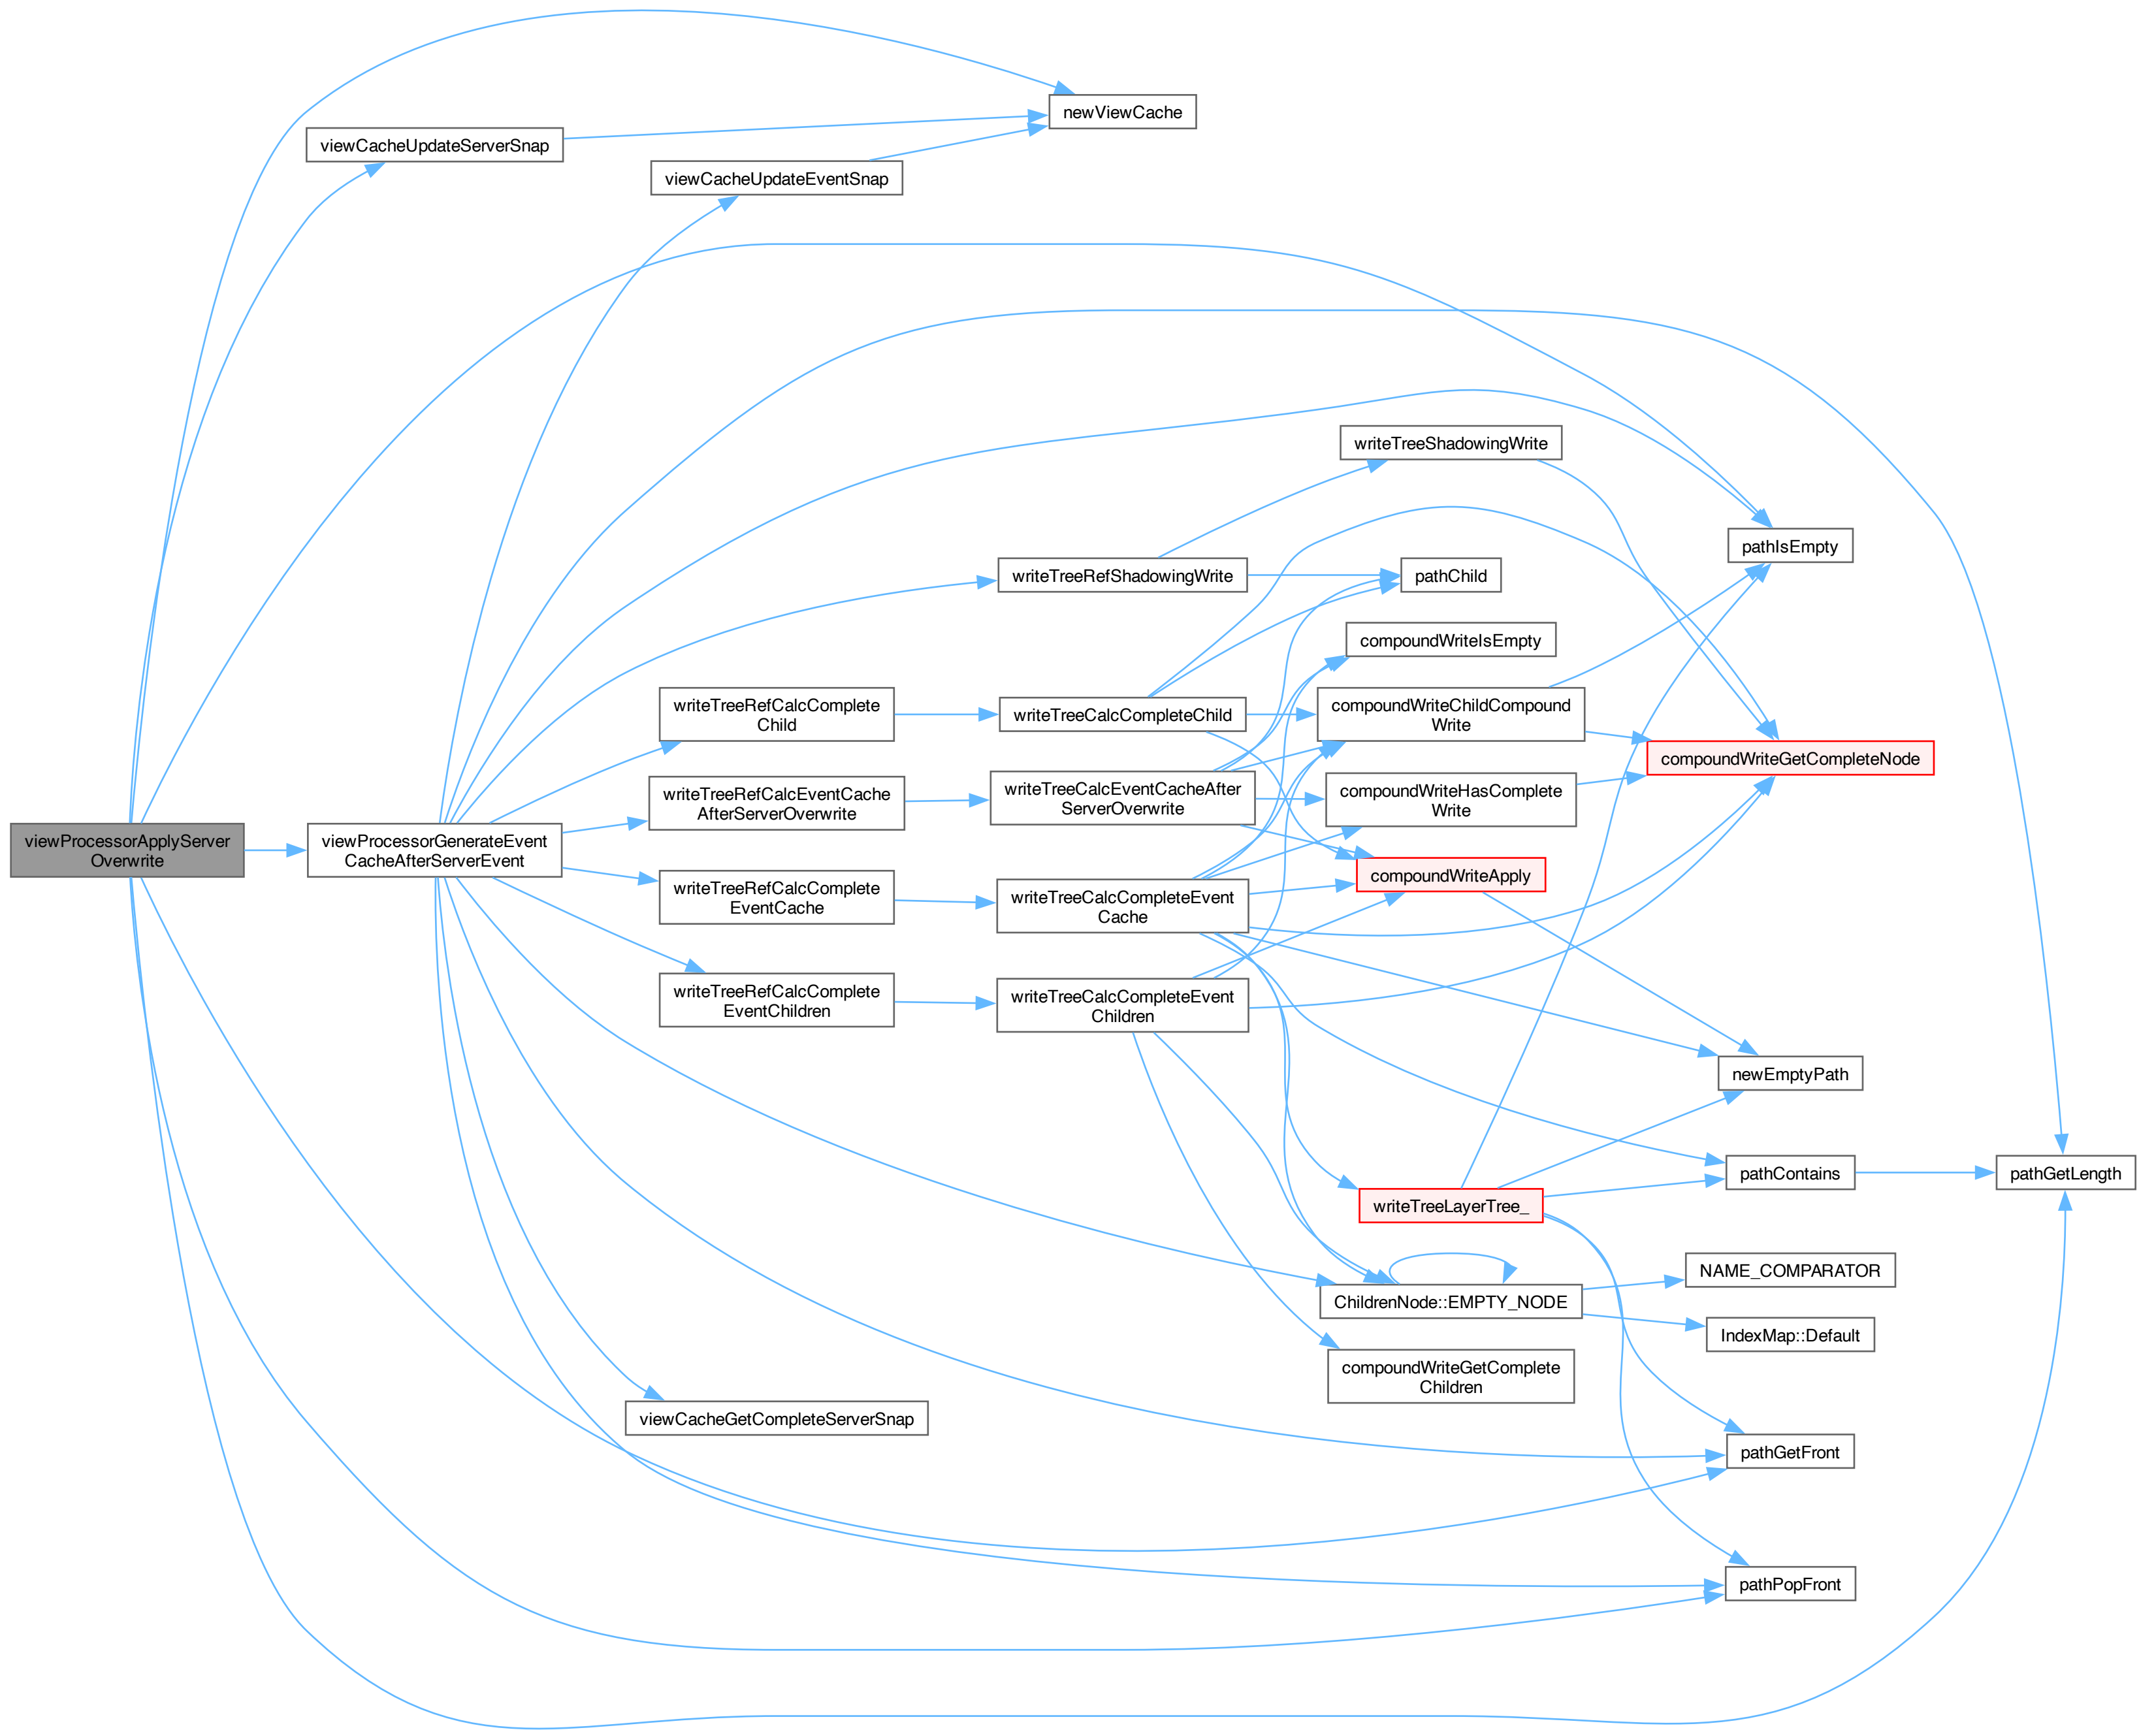 newViewCache
viewCacheUpdateServerSnap
viewCacheUpdateEventSnap
writeTreeShadowingWrite
pathIsEmpty
writeTreeRefShadowingWrite
pathChild
compoundWriteIsEmpty
writeTreeRefCalcComplete
Child
writeTreeCalcCompleteChild
compoundWriteChildCompound
Write
compoundWriteGetCompleteNode
writeTreeRefCalcEventCache
AfterServerOverwrite
writeTreeCalcEventCacheAfter
ServerOverwrite
compoundWriteHasComplete
Write
viewProcessorApplyServer
Overwrite
viewProcessorGenerateEvent
CacheAfterServerEvent
compoundWriteApply
writeTreeRefCalcComplete
EventCache
writeTreeCalcCompleteEvent
Cache
writeTreeRefCalcComplete
EventChildren
writeTreeCalcCompleteEvent
Children
newEmptyPath
pathContains
pathGetLength
writeTreeLayerTree_
NAME_COMPARATOR
ChildrenNode::EMPTY_NODE
IndexMap::Default
compoundWriteGetComplete
Children
viewCacheGetCompleteServerSnap
pathGetFront
pathPopFront